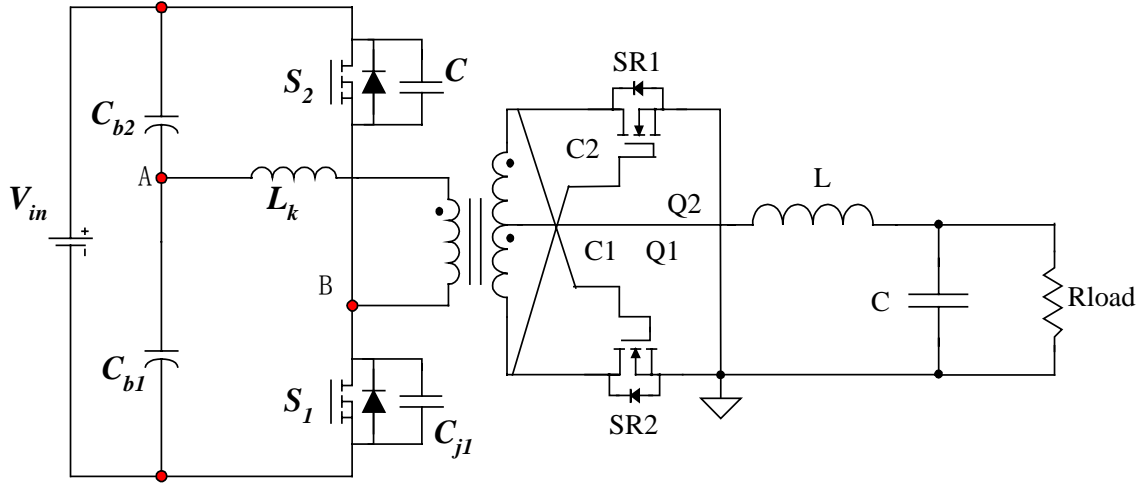 S2
C
SR1
Cb2
C2
A
L
Lk
Q2
Vin
+
-
C1
Q1
B
C
Rload
Cb1
S1
Cj1
SR2